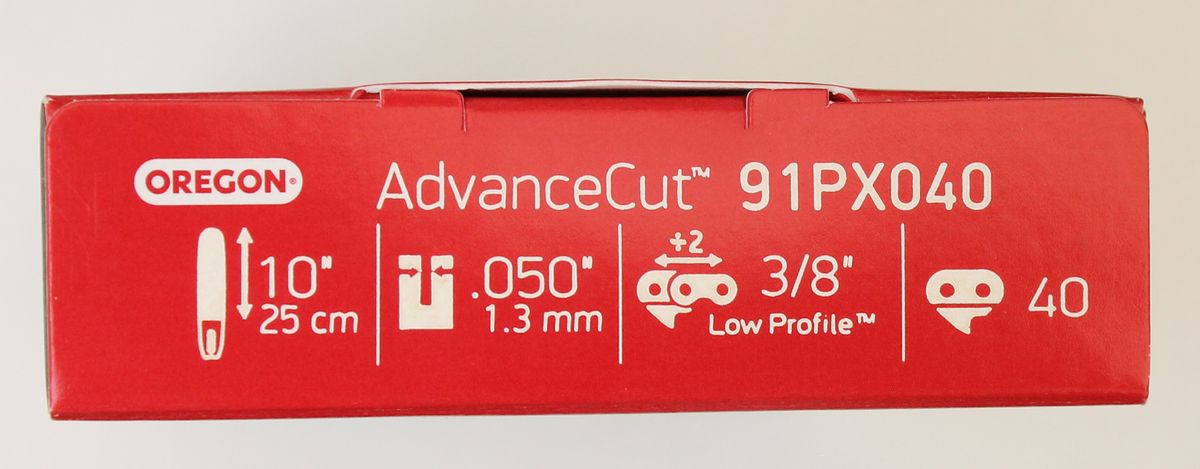 OREGON®
AdvanceCut™ 91PX040
10"
25 cm
.050"
1.3 mm
÷2
3/8"
Low Profile™
40